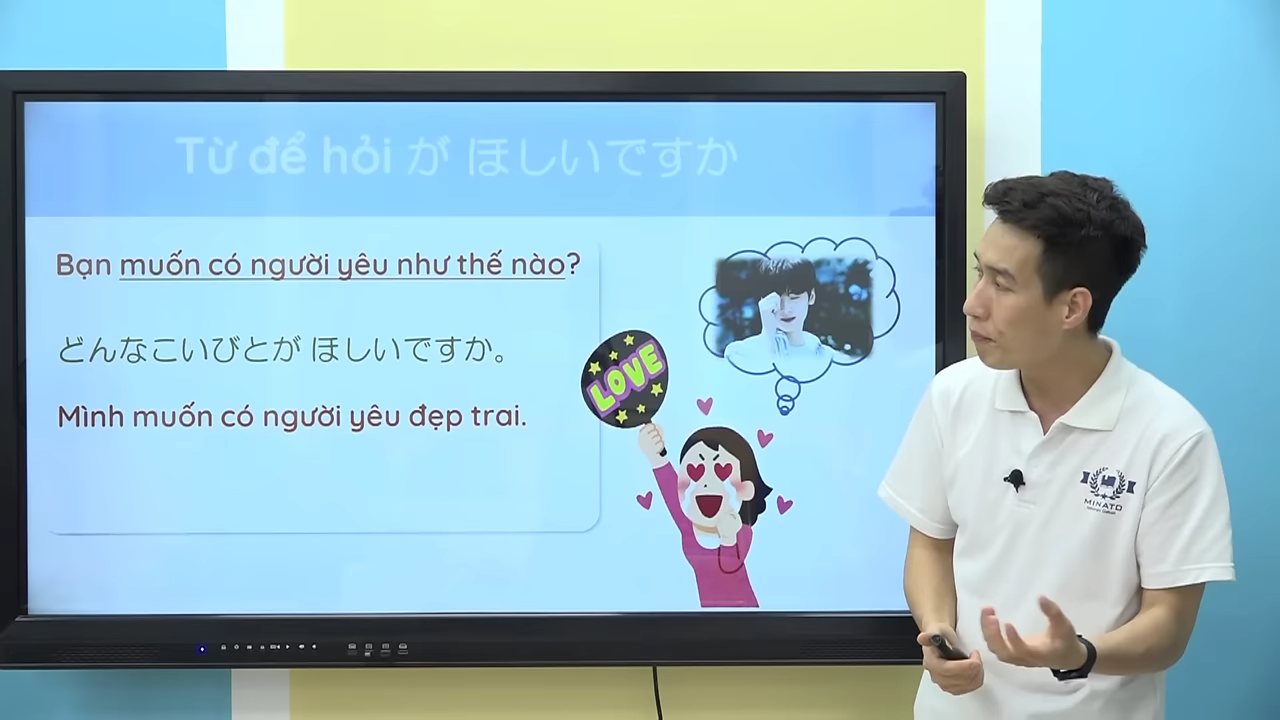 Từ để hỏi が ほしいですか
Bạn muốn có người yêu như thế nào?
どんなこいびとが ほしいですか。
Mình muốn có người yêu đẹp trai.
LOVE
MINATO